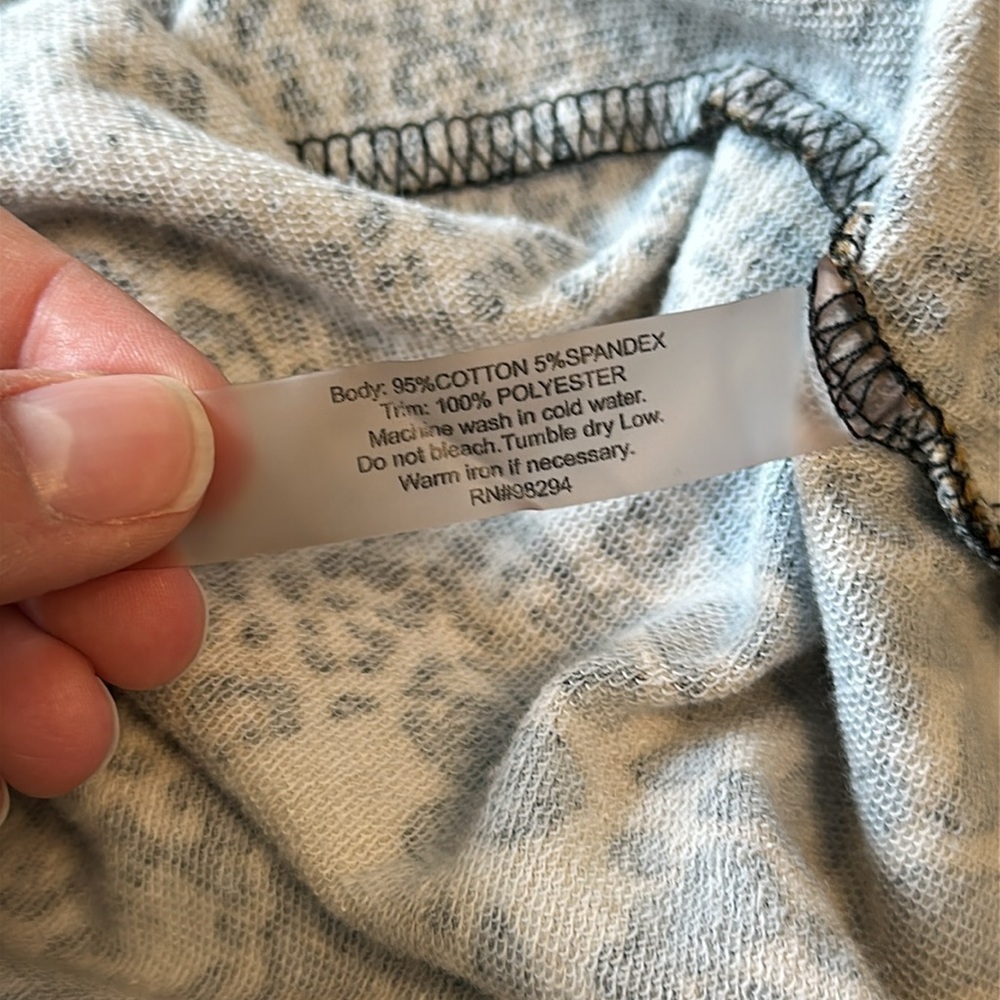 Body: 95%COTTON 5%SPANDEX
Trim: 100% POLYESTER
Machine wash in cold water.
Do not bleach.Tumble dry Low.
Warm iron if necessary.
RN#98294